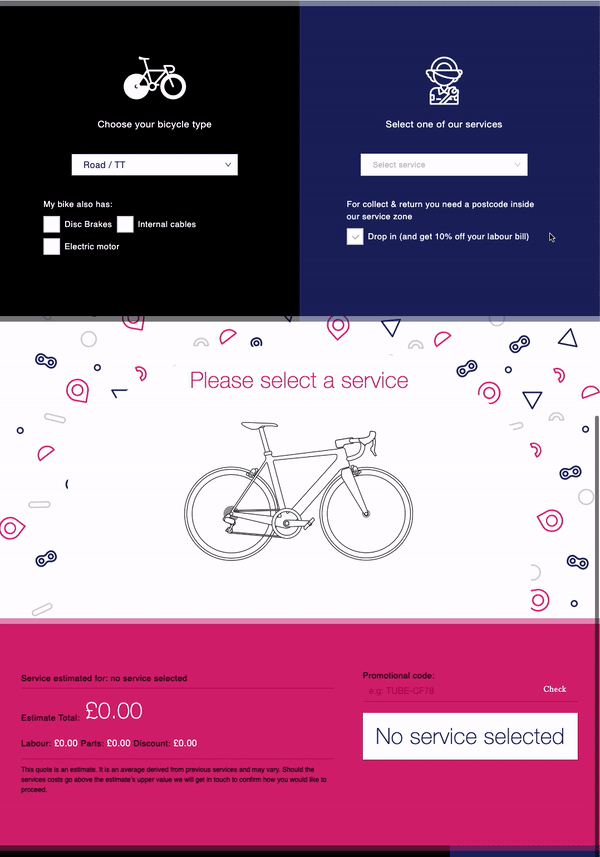 Choose your bicycle type
Road / TT
My bike also has:
Disc Brakes
Internal cables
Electric motor
Select one of our services
Select service
For collect & return you need a postcode inside
our service zone
Drop in (and get 10% off your labour bill)
Please select a service
Service estimated for: no service selected
Estimate Total: £0.00
Labour: £0.00 Parts: £0.00 Discount: £0.00
This quote is an estimate. It is an average derived from previous services and may vary. Should the
services costs go above the estimate's upper value we will get in touch to confirm how you would like to
proceed.
Promotional code:
e.g: TUBE-CF78
Check
No service selected